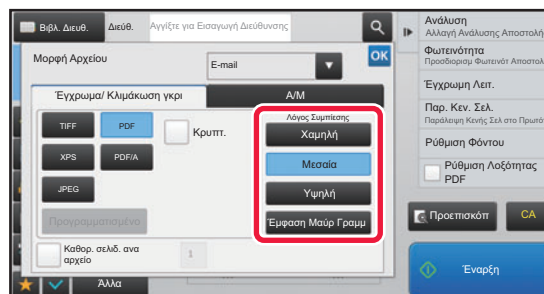 Βιβλ. Διευθ.
Διεύθ.
Αγγίξτε για Εισαγωγή Διεύθυνσης
Μορφή Αρχείου
E-mail
OK
Έγχρωμα/ Κλιμάκωση γκρι
Α/Μ
TIFF
PDF
Κρυπτ.
XPS
PDF/A
JPEG
Προγραμματισμένο
Λόγος Συμπίεσης
Χαμηλή
Μεσαία
Υψηλή
Έμφαση Μαύρ Γραμμ
Καθορ. σελιδ. ανα
αρχείο
1
Άλλα
Ανάλυση
Αλλαγή Ανάλυσης Αποστολή
Φωτεινότητα
Προσδιορισμ Φωτεινότ Αποστολ
Έγχρωμη Λειτ.
Παρ. Κεν. Σελ.
Παράλειψη Κενής Σελ στο Πρωτό
Ρύθμιση Φόντου
Ρύθμιση Λοξότητας
PDF
Προεπισκόπ
CA
Έναρξη